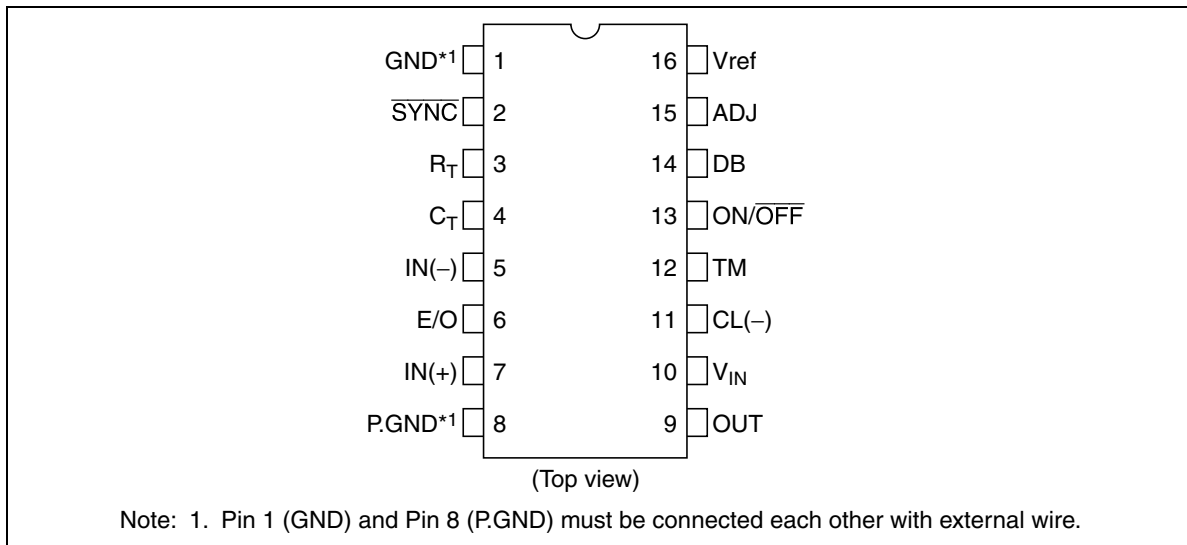 GND*1 1 16 Vref
S̅Y̅N̅C̅ 2 15 ADJ
RT 3 14 DB
CT 4 13 ON/O̅F̅F̅
IN(−) 5 12 TM
E/O 6 11 CL(−)
IN(+) 7 10 VIN
P.GND*1 8 9 OUT
(Top view)
Note: 1. Pin 1 (GND) and Pin 8 (P.GND) must be connected each other with external wire.